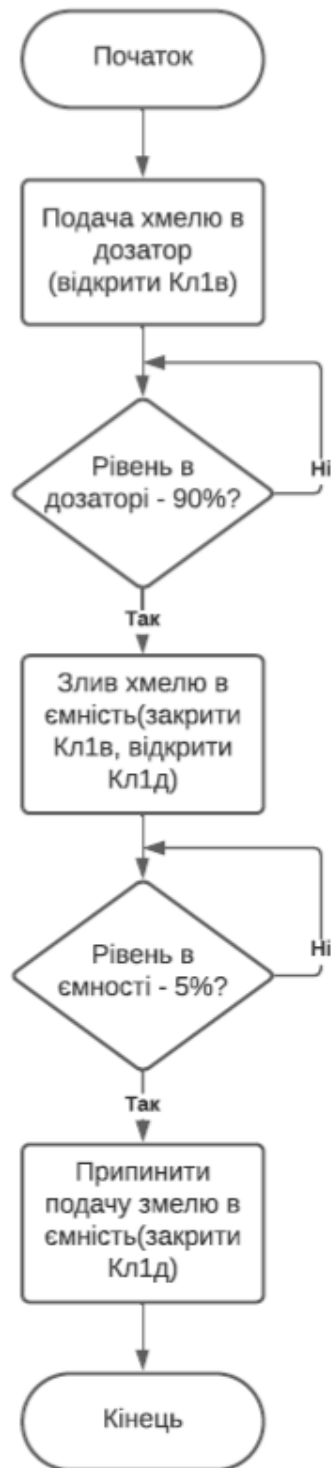 Початок
Подача хмелю в
дозатор
(відкрити Кл1в)
Рівень в
дозаторі - 90%?
Ні
Так
Злив хмелю в
ємність(закрити
Кл1в, відкрити
Кл1д)
Рівень в
ємності - 5%?
Ні
Так
Припинити
подачу змелю в
ємність(закрити
Кл1д)
Кінець